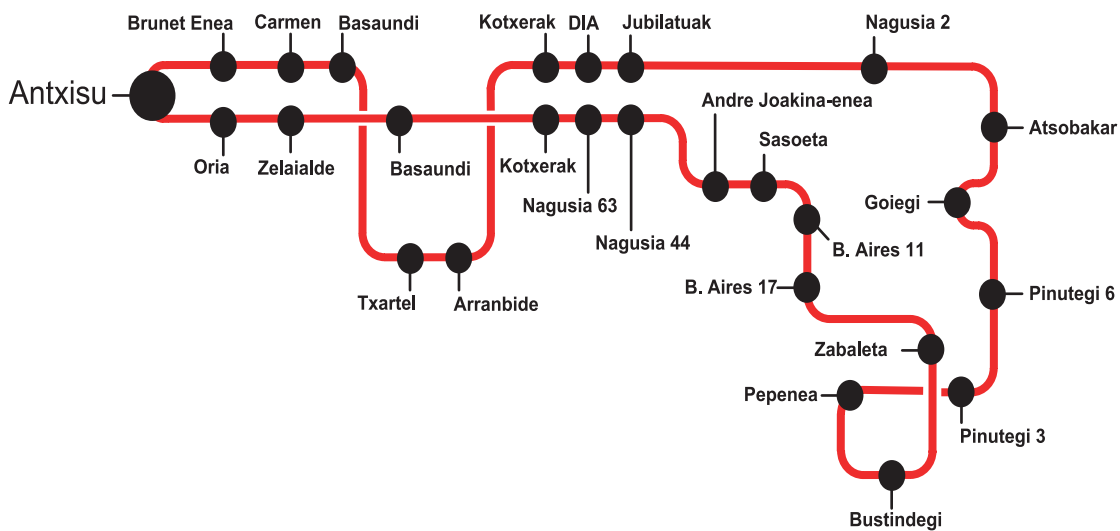 Brunet Enea
Carmen
Basaundi
Kotxerak
DIA
Jubilatuak
Nagusia 2
Antxisu
Andre Joakina-enea
Atsobakar
Sasoeta
Oria
Zelaialde
Basaundi
Kotxerak
Nagusia 63
Goiegi
Nagusia 44
B. Aires 11
B. Aires 17
Pinutegi 6
Txartel
Arranbide
Zabaleta
Pepenea
Pinutegi 3
Bustindegi